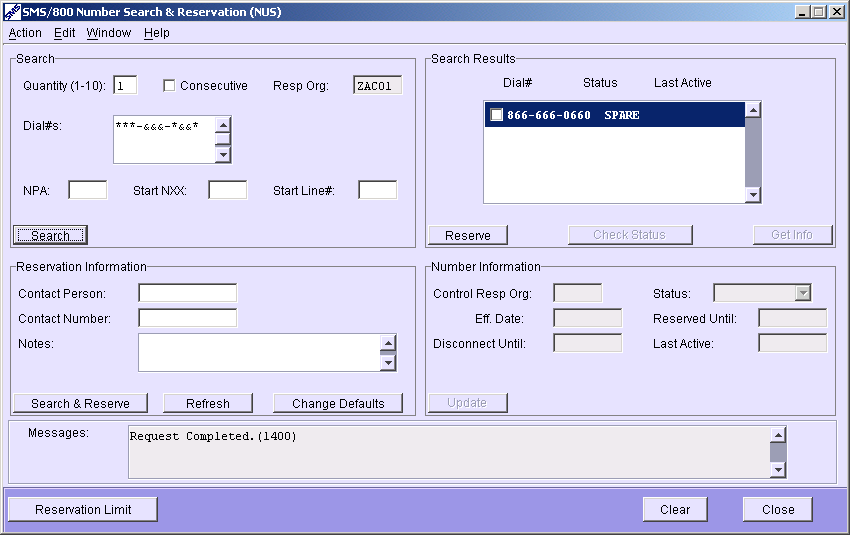 SMS SMS/800 Number Search & Reservation (NUS)
Action Edit Window Help
Search
Quantity (1-10): 1 Consecutive Resp Org: ZAC01
Dial#s: ***-&&&-*&&*
NPA: Start NXX: Start Line#:
Search
Search Results
Dial# Status Last Active
866-666-0660 SPARE
Reserve Check Status Get Info
Reservation Information
Contact Person:
Contact Number:
Notes:
Search & Reserve Refresh Change Defaults
Number Information
Control Resp Org: Status:
Eff. Date: Reserved Until:
Disconnect Until: Last Active:
Update
Messages: Request Completed.(1400)
Reservation Limit Clear Close